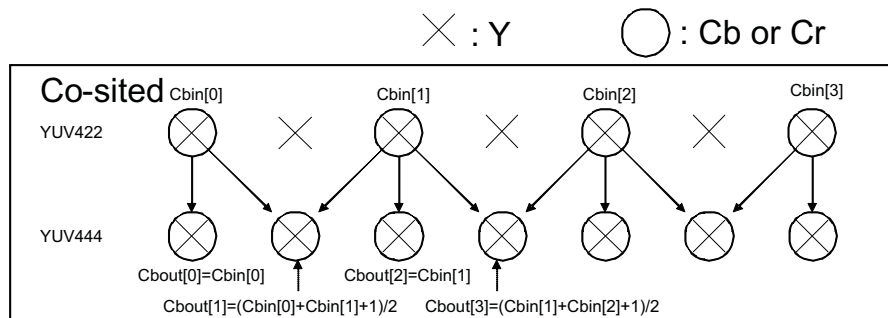 : Y
: Cb or Cr
Co-sited
Cbin[0]
Cbin[1]
Cbin[2]
Cbin[3]
YUV422
YUV444
Cbout[0]=Cbin[0]
Cbout[2]=Cbin[1]
Cbout[1]=(Cbin[0]+Cbin[1]+1)/2
Cbout[3]=(Cbin[1]+Cbin[2]+1)/2